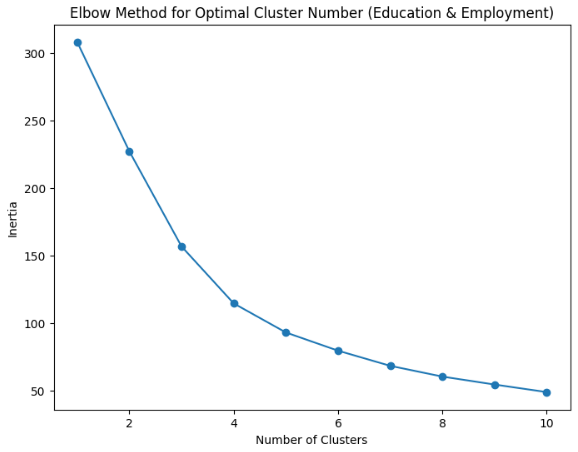 Elbow Method for Optimal Cluster Number (Education & Employment)
300
250
200
150
100
50
Inertia
2 4 6 8 10
Number of Clusters